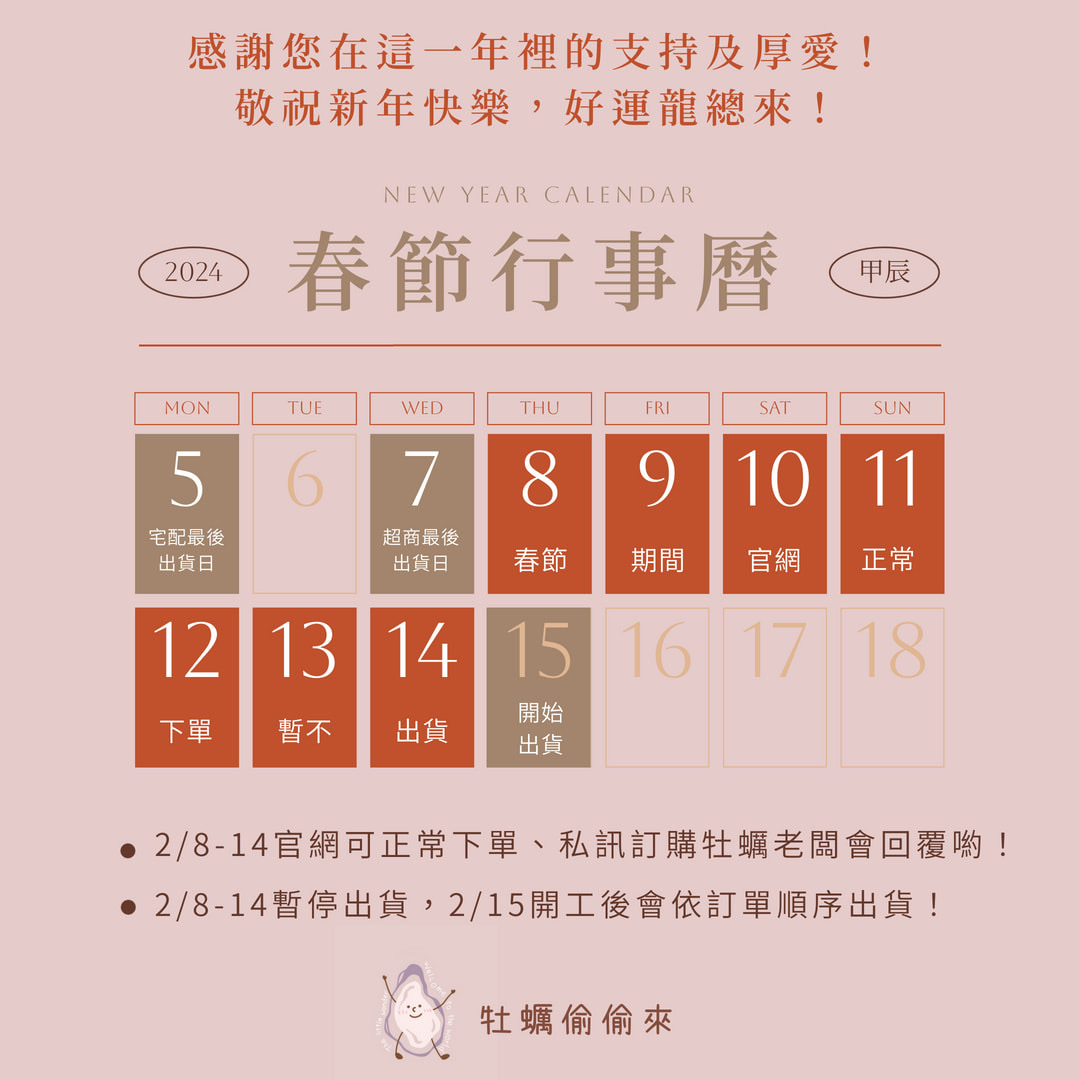 感謝您在這一年裡的支持及厚愛！
敬祝新年快樂，好運龍總來！
NEW YEAR CALENDAR
2024
春節行事曆
甲辰
MON TUE WED THU FRI SAT SUN
5 6 7 8 9 10 11
宅配最後
出貨日
超商最後
出貨日
春節 期間 官網 正常
12 13 14 15 16 17 18
下單 暫不 出貨
開始
出貨
2/8-14官網可正常下單、私訊訂購牡蠣老闆會回覆喲！
2/8-14暫停出貨，2/15開工後會依訂單順序出貨！
牡蠣偷偷來